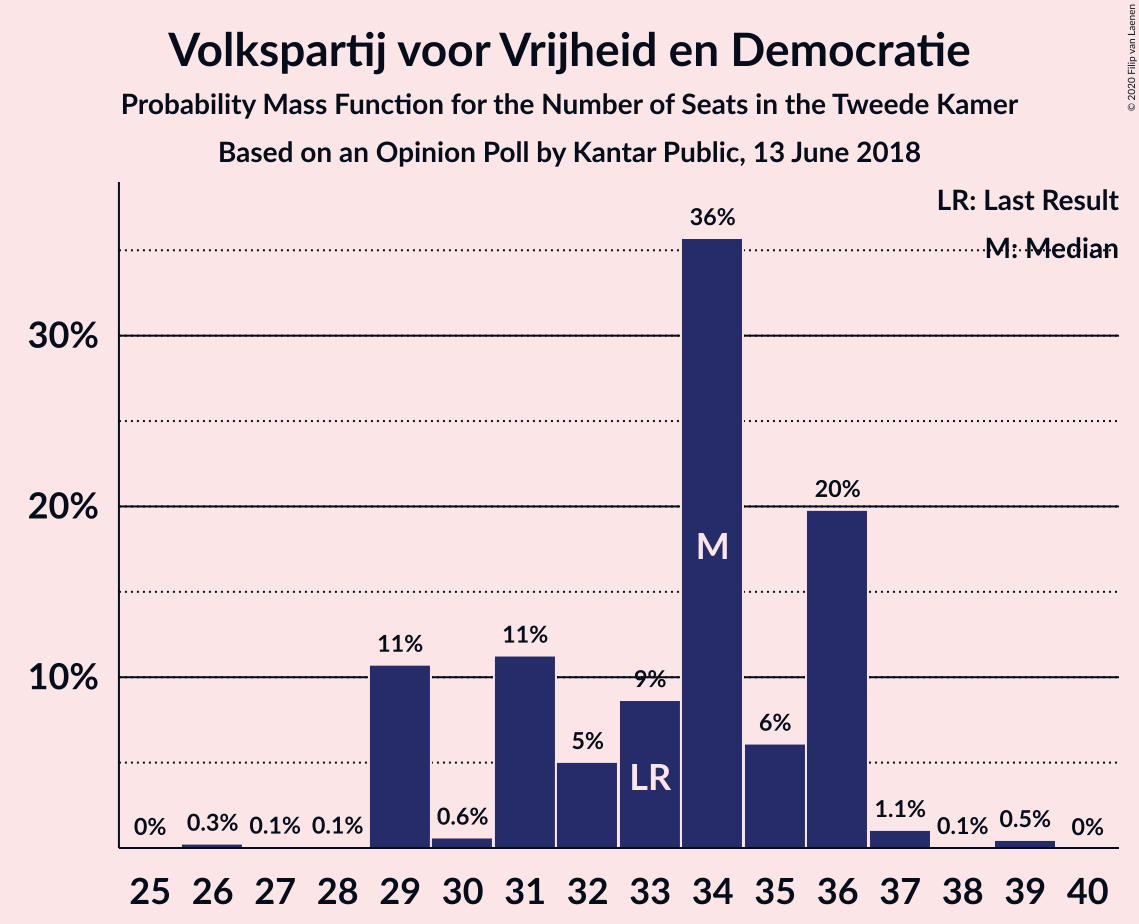 Volkspartij voor Vrijheid en Democratie
Probability Mass Function for the Number of Seats in the Tweede Kamer
Based on an Opinion Poll by Kantar Public, 13 June 2018
© 2020 Filip van Laenen
LR: Last Result
M: Median
30%
20%
10%
0% 0.3% 0.1% 0.1% 11% 0.6% 11% 5% 9% 36% 6% 20% 1.1% 0.1% 0.5% 0%
M
LR
25 26 27 28 29 30 31 32 33 34 35 36 37 38 39 40